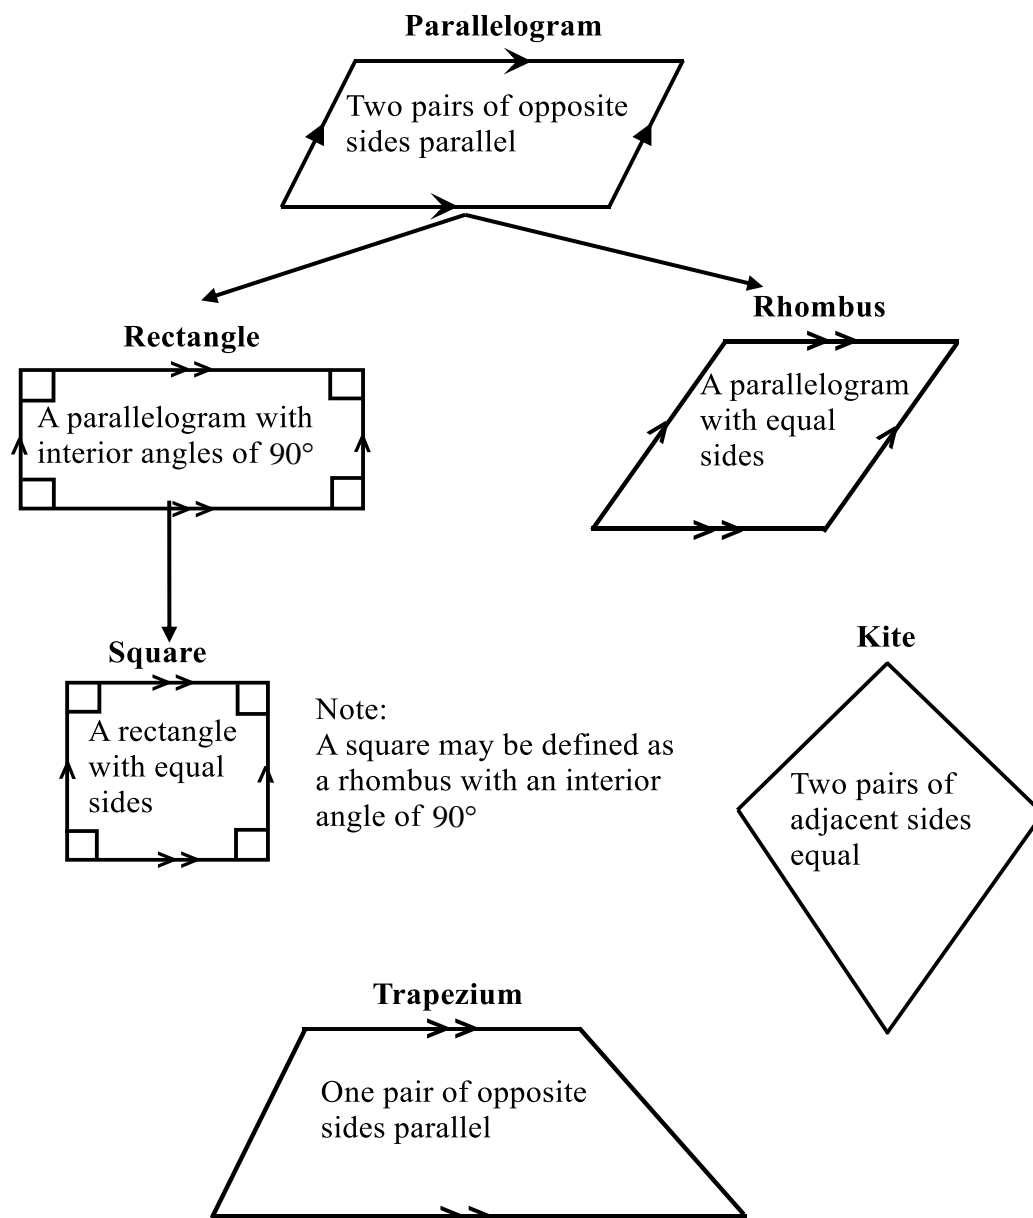 Parallelogram
Two pairs of opposite
sides parallel
Rectangle
A parallelogram with
interior angles of 90°
Rhombus
A parallelogram
with equal
sides
Square
A rectangle
with equal
sides
Note:
A square may be defined as
a rhombus with an interior
angle of 90°
Kite
Two pairs of
adjacent sides
equal
Trapezium
One pair of opposite
sides parallel